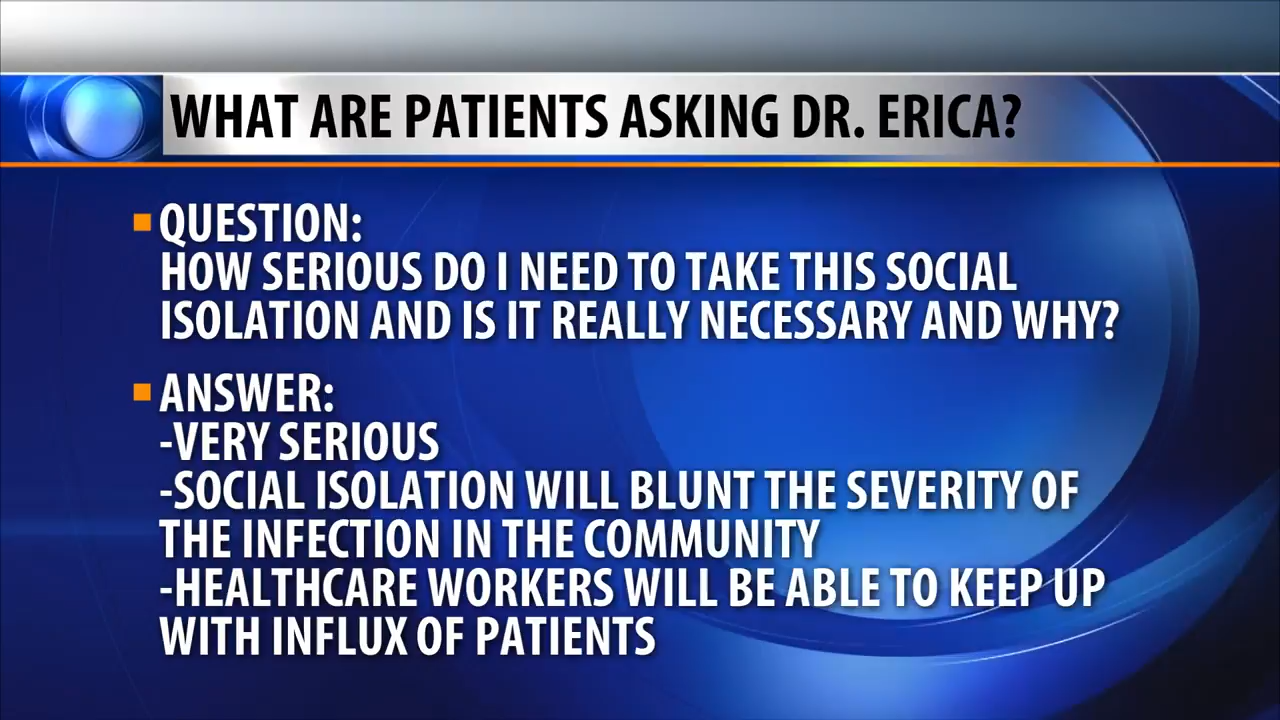 WHAT ARE PATIENTS ASKING DR. ERICA?
QUESTION:
HOW SERIOUS DO I NEED TO TAKE THIS SOCIAL
ISOLATION AND IS IT REALLY NECESSARY AND WHY?
ANSWER:
-VERY SERIOUS
-SOCIAL ISOLATION WILL BLUNT THE SEVERITY OF
THE INFECTION IN THE COMMUNITY
-HEALTHCARE WORKERS WILL BE ABLE TO KEEP UP
WITH INFLUX OF PATIENTS